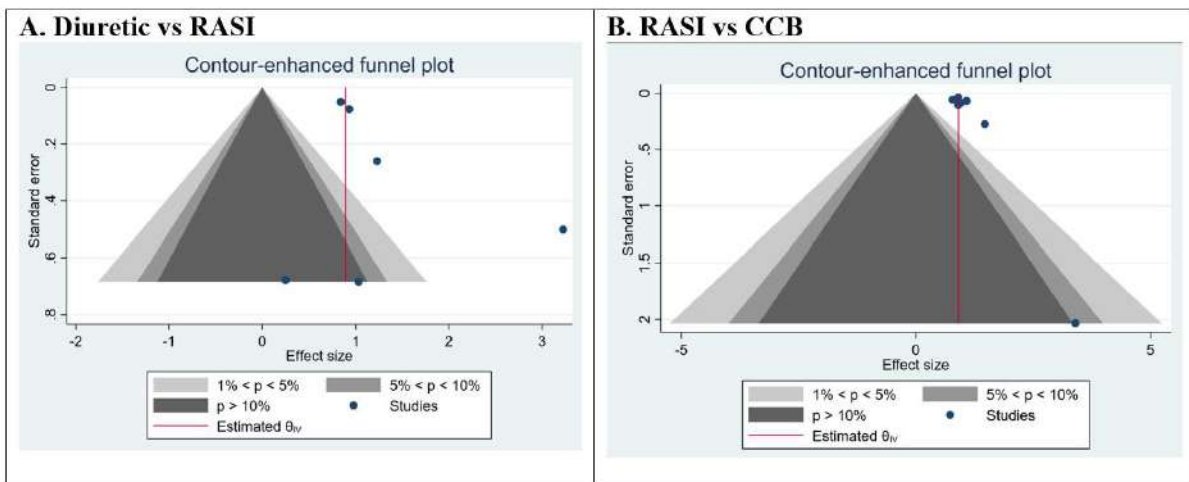 A. Diuretic vs RASI
Contour-enhanced funnel plot
Standard error
0
.2
.4
.6
.8
-2 -1 0 1 2 3
Effect size
1% < p < 5% 5% < p < 10%
p > 10% Studies
Estimated θIV
B. RASI vs CCB
Contour-enhanced funnel plot
Standard error
0
.5
1
1.5
2
-5 0 5
Effect size
1% < p < 5% 5% < p < 10%
p > 10% Studies
Estimated θIV